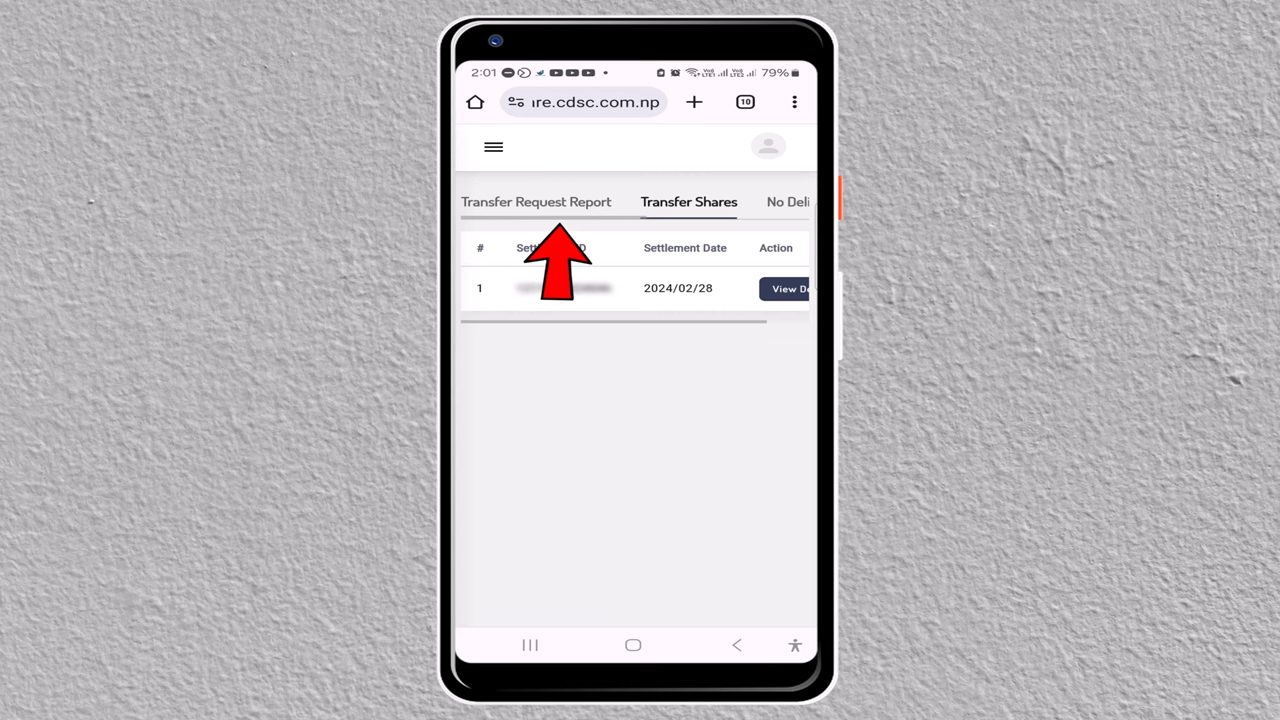 2:01 79%
ıre.cdsc.com.np 10
Transfer Request Report Transfer Shares No Deli
# Settlement Date Action
1 2024/02/28 View De